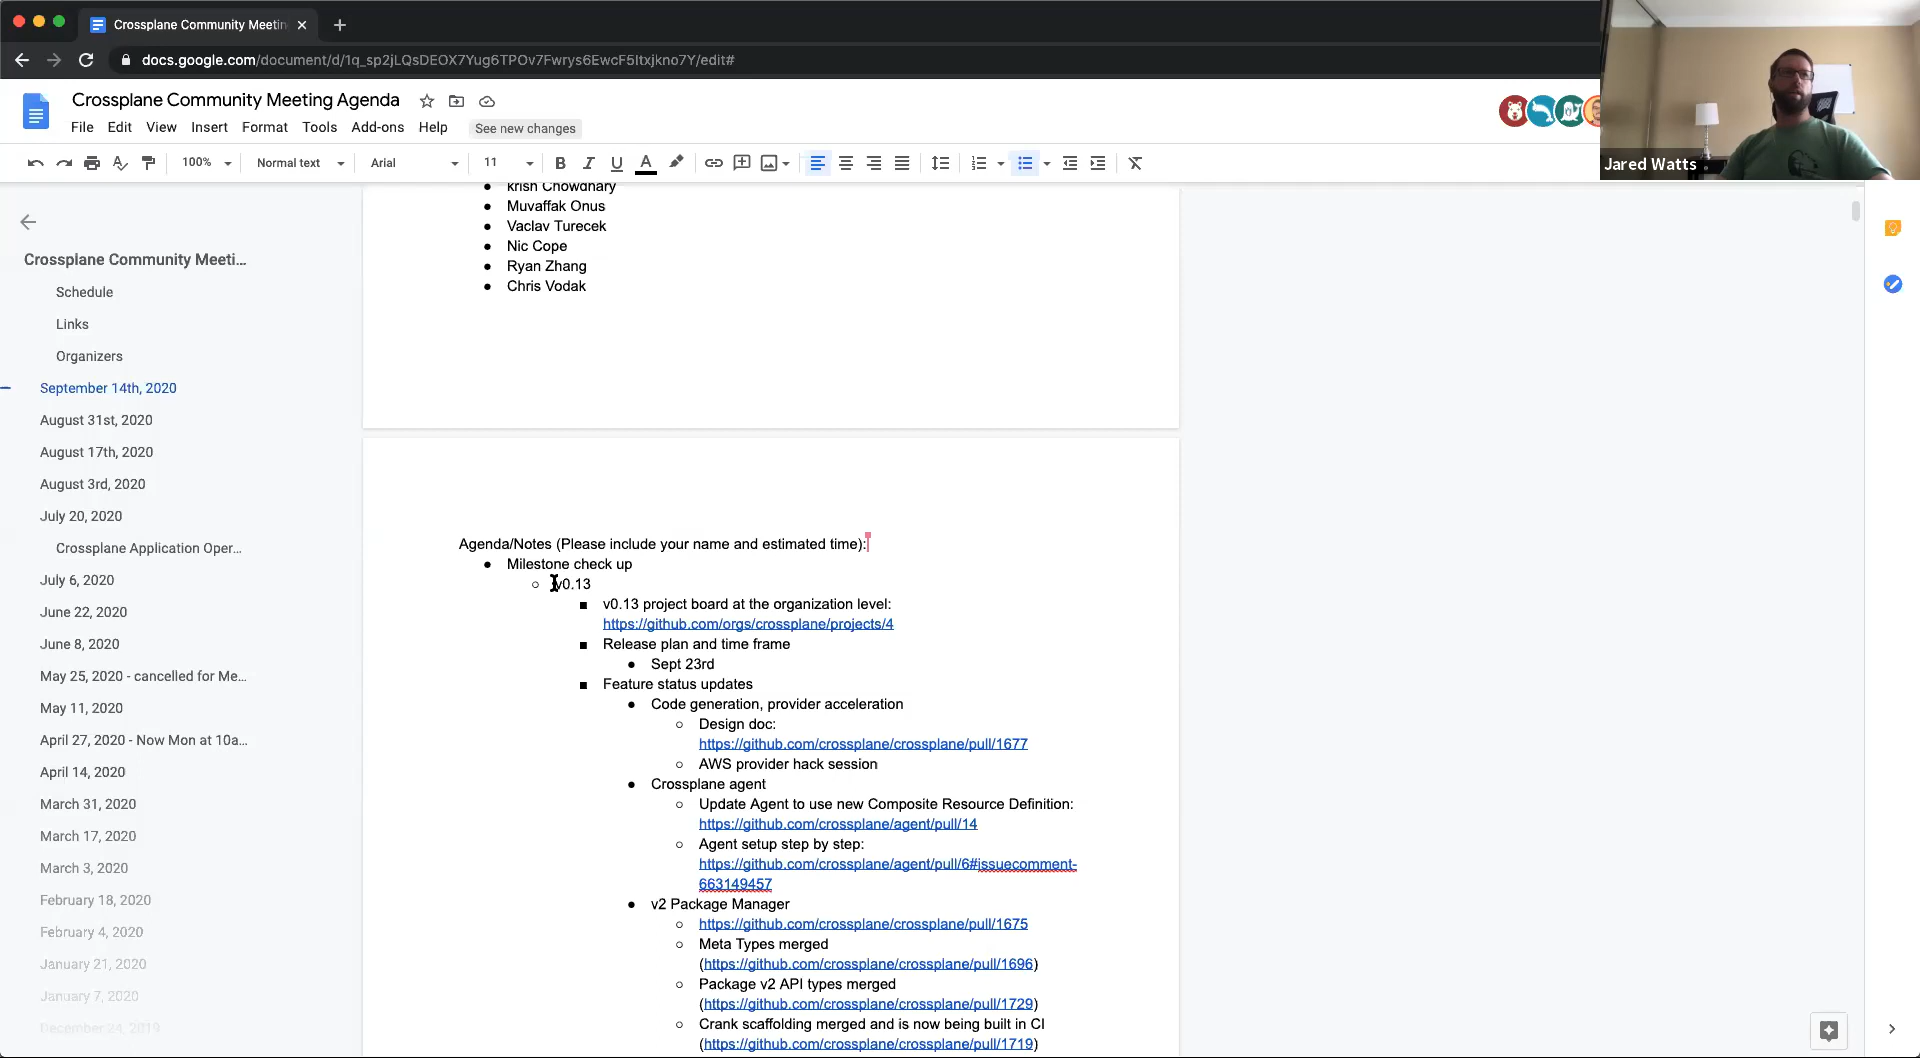 Crossplane Community Meetin
docs.google.com/document/d/1q_sp2jLQsDEOX7Yug6TPOv7Fwrys6EwcF5Itxjkno7Y/edit#
Crossplane Community Meeting Agenda
File Edit View Insert Format Tools Add-ons Help See new changes
100% Normal text Arial 11 B I U A
Jared Watts
Crossplane Community Meeti...
Schedule
Links
Organizers
September 14th, 2020
August 31st, 2020
August 17th, 2020
August 3rd, 2020
July 20, 2020
Crossplane Application Oper...
July 6, 2020
June 22, 2020
June 8, 2020
May 25, 2020 - cancelled for Me...
May 11, 2020
April 27, 2020 - Now Mon at 10a...
April 14, 2020
March 31, 2020
March 17, 2020
March 3, 2020
February 18, 2020
February 4, 2020
January 21, 2020
January 7, 2020
December 24, 2019
krish Chowdhary
Muvaffak Onus
Vaclav Turecek
Nic Cope
Ryan Zhang
Chris Vodak
Agenda/Notes (Please include your name and estimated time):
Milestone check up
v0.13
v0.13 project board at the organization level:
https://github.com/orgs/crossplane/projects/4
Release plan and time frame
Sept 23rd
Feature status updates
Code generation, provider acceleration
Design doc:
https://github.com/crossplane/crossplane/pull/1677
AWS provider hack session
Crossplane agent
Update Agent to use new Composite Resource Definition:
https://github.com/crossplane/agent/pull/14
Agent setup step by step:
https://github.com/crossplane/agent/pull/6#issuecomment-
663149457
v2 Package Manager
https://github.com/crossplane/crossplane/pull/1675
Meta Types merged
(https://github.com/crossplane/crossplane/pull/1696)
Package v2 API types merged
(https://github.com/crossplane/crossplane/pull/1729)
Crank scaffolding merged and is now being built in CI
(https://github.com/crossplane/crossplane/pull/1719)